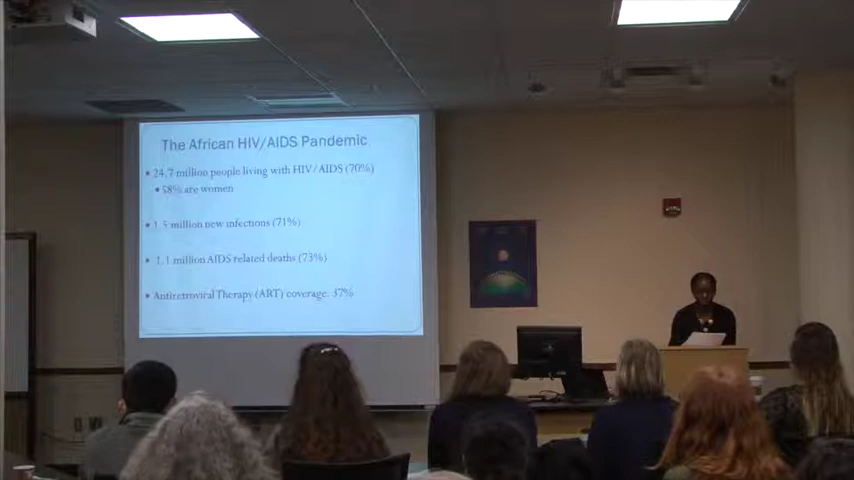 The African HIV/AIDS Pandemic
• 24.7 million people living with HIV/AIDS (70%)
• 58% are women
• 1.5 million new infections (71%)
• 1.1 million AIDS related deaths (73%)
• Antiretroviral Therapy (ART) coverage: 37%